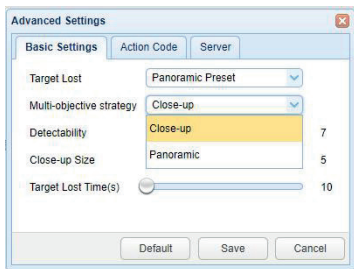 Advanced Settings
Basic Settings Action Code Server
Target Lost Panoramic Preset
Multi-objective strategy Close-up
Close-up
Detectability 7
Panoramic
Close-up Size 5
Target Lost Time(s) 10
Default Save Cancel